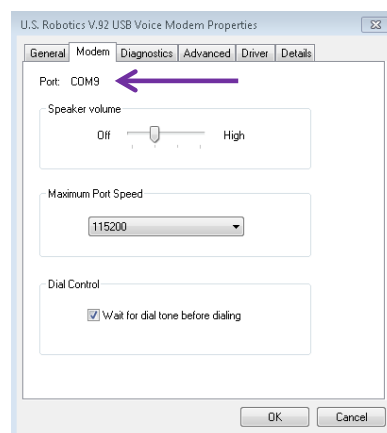 U.S. Robotics V.92 USB Voice Modem Properties
General Modem Diagnostics Advanced Driver Details
Port: COM9
Speaker volume
Off High
Maximum Port Speed
115200
Dial Control
Wait for dial tone before dialing
OK Cancel